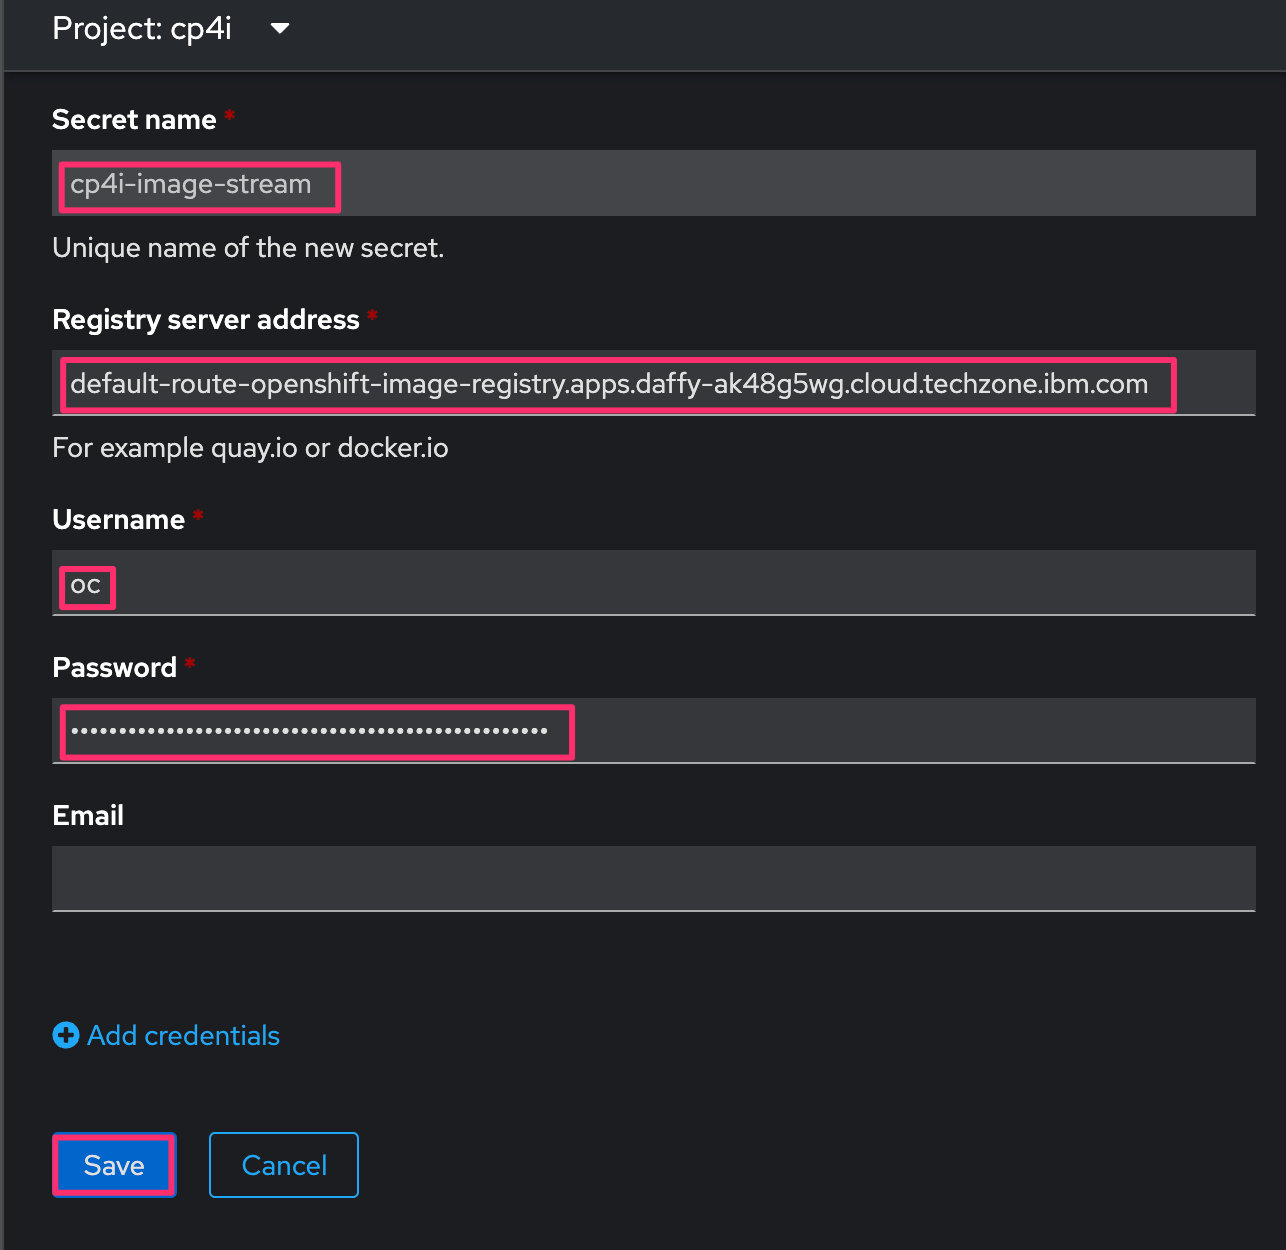 Project: cp4i
Secret name *
cp4i-image-stream
Unique name of the new secret.
Registry server address *
default-route-openshift-image-registry.apps.daffy-ak48g5wg.cloud.techzone.ibm.com
For example quay.io or docker.io
Username *
oc
Password *
••••••••••••••••••••••••••••••••••••••••••••••••••
Email
Add credentials
Save Cancel